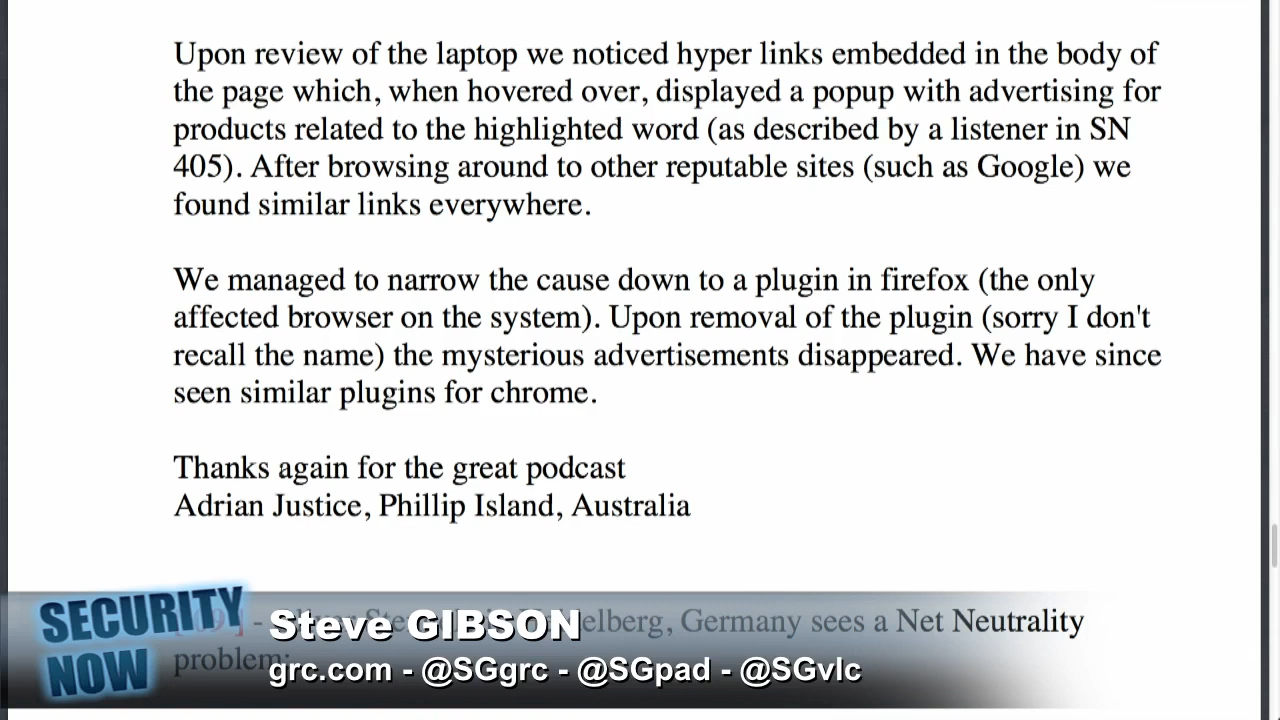 Upon review of the laptop we noticed hyper links embedded in the body of
the page which, when hovered over, displayed a popup with advertising for
products related to the highlighted word (as described by a listener in SN
405). After browsing around to other reputable sites (such as Google) we
found similar links everywhere.
We managed to narrow the cause down to a plugin in firefox (the only
affected browser on the system). Upon removal of the plugin (sorry I don't
recall the name) the mysterious advertisements disappeared. We have since
seen similar plugins for chrome.
Thanks again for the great podcast
Adrian Justice, Phillip Island, Australia
Germany sees a Net Neutrality
problem:
SECURITY
NOW
Steve GIBSON
grc.com - @SGgrc - @SGpad - @SGvlc